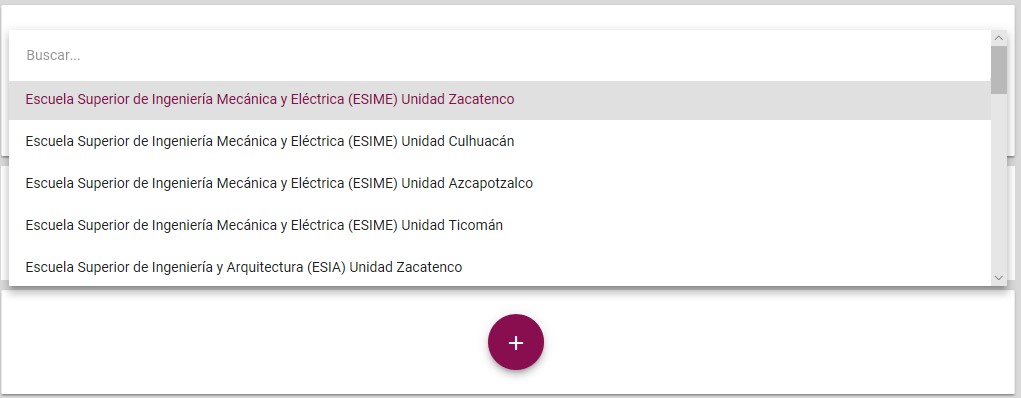 Buscar...
Escuela Superior de Ingeniería Mecánica y Eléctrica (ESIME) Unidad Zacatenco
Escuela Superior de Ingeniería Mecánica y Eléctrica (ESIME) Unidad Culhuacán
Escuela Superior de Ingeniería Mecánica y Eléctrica (ESIME) Unidad Azcapotzalco
Escuela Superior de Ingeniería Mecánica y Eléctrica (ESIME) Unidad Ticomán
Escuela Superior de Ingeniería y Arquitectura (ESIA) Unidad Zacatenco
+